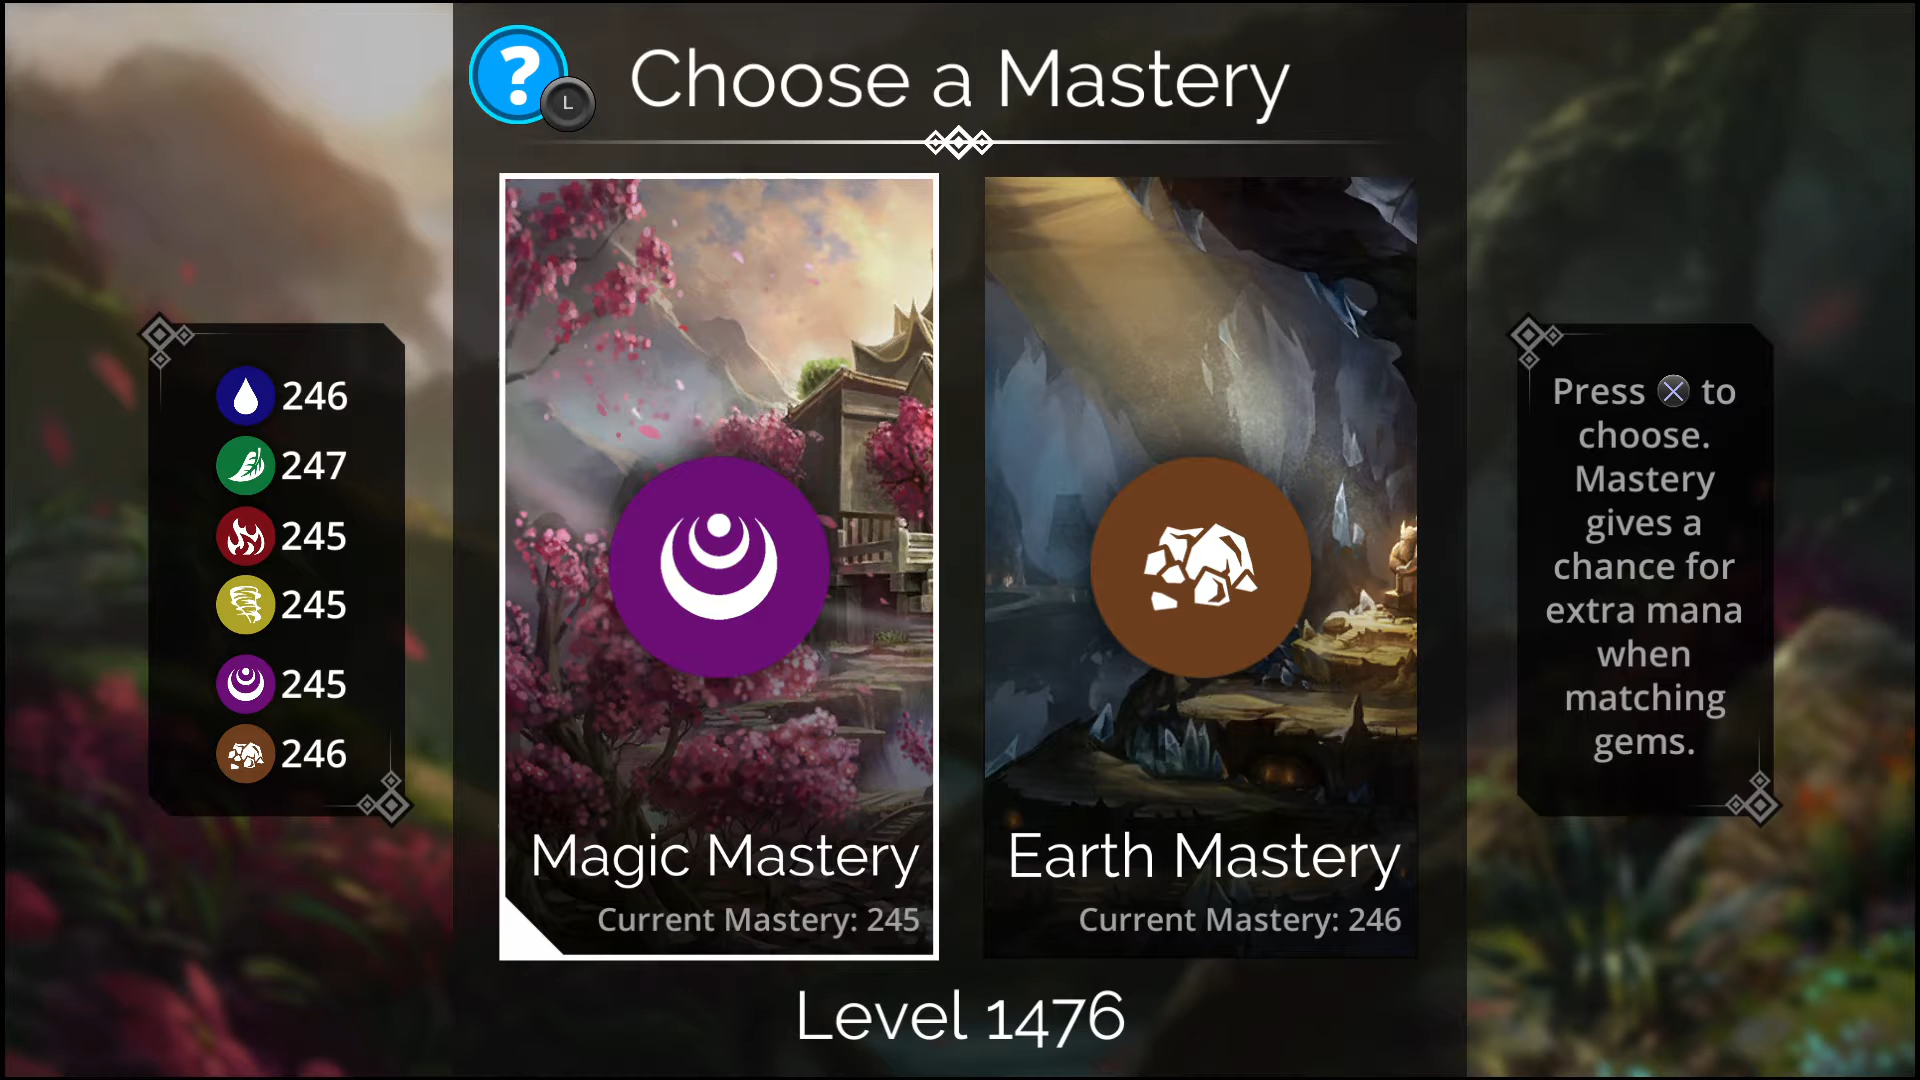 ?
L
Choose a Mastery
246
247
245
245
245
246
Magic Mastery
Current Mastery: 245
Earth Mastery
Current Mastery: 246
Press to
choose.
Mastery
gives a
chance for
extra mana
when
matching
gems.
Level 1476